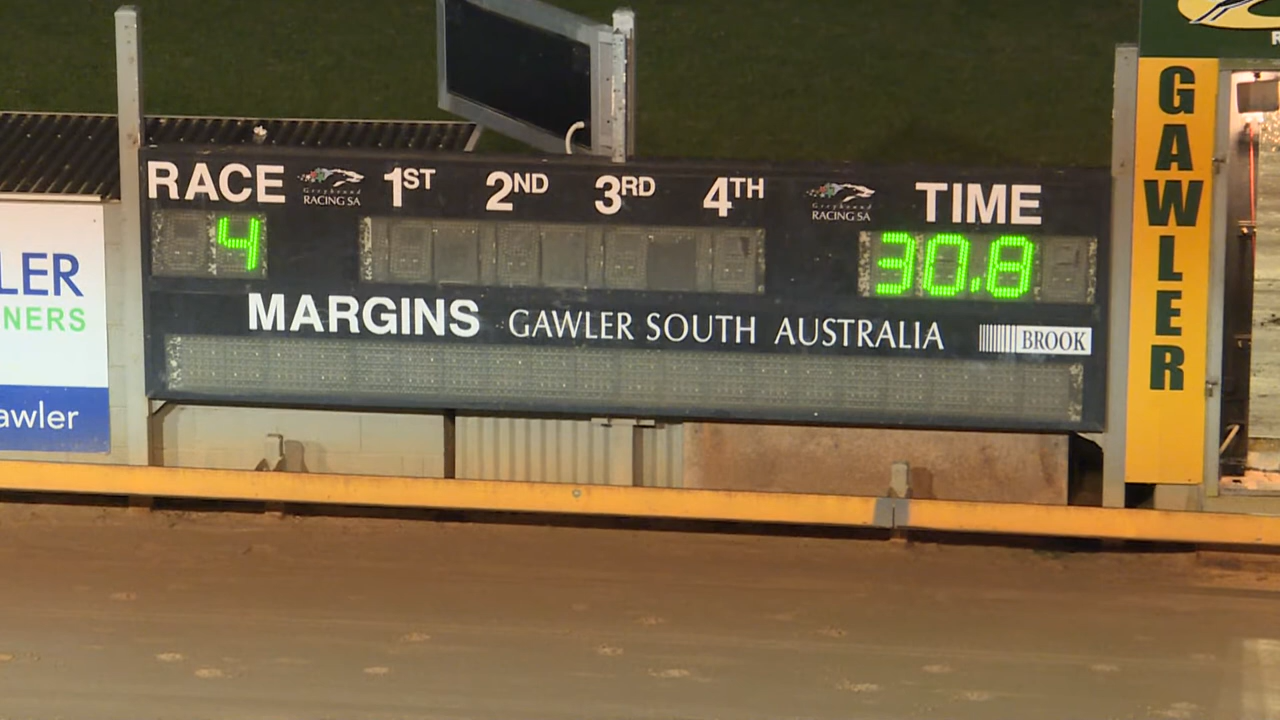 RACE Greyhound RACING SA 1ST 2ND 3RD 4TH Greyhound RACING SA TIME
4 30.8
MARGINS GAWLER SOUTH AUSTRALIA BROOK
LER
NERS
awler
GAWLER
R